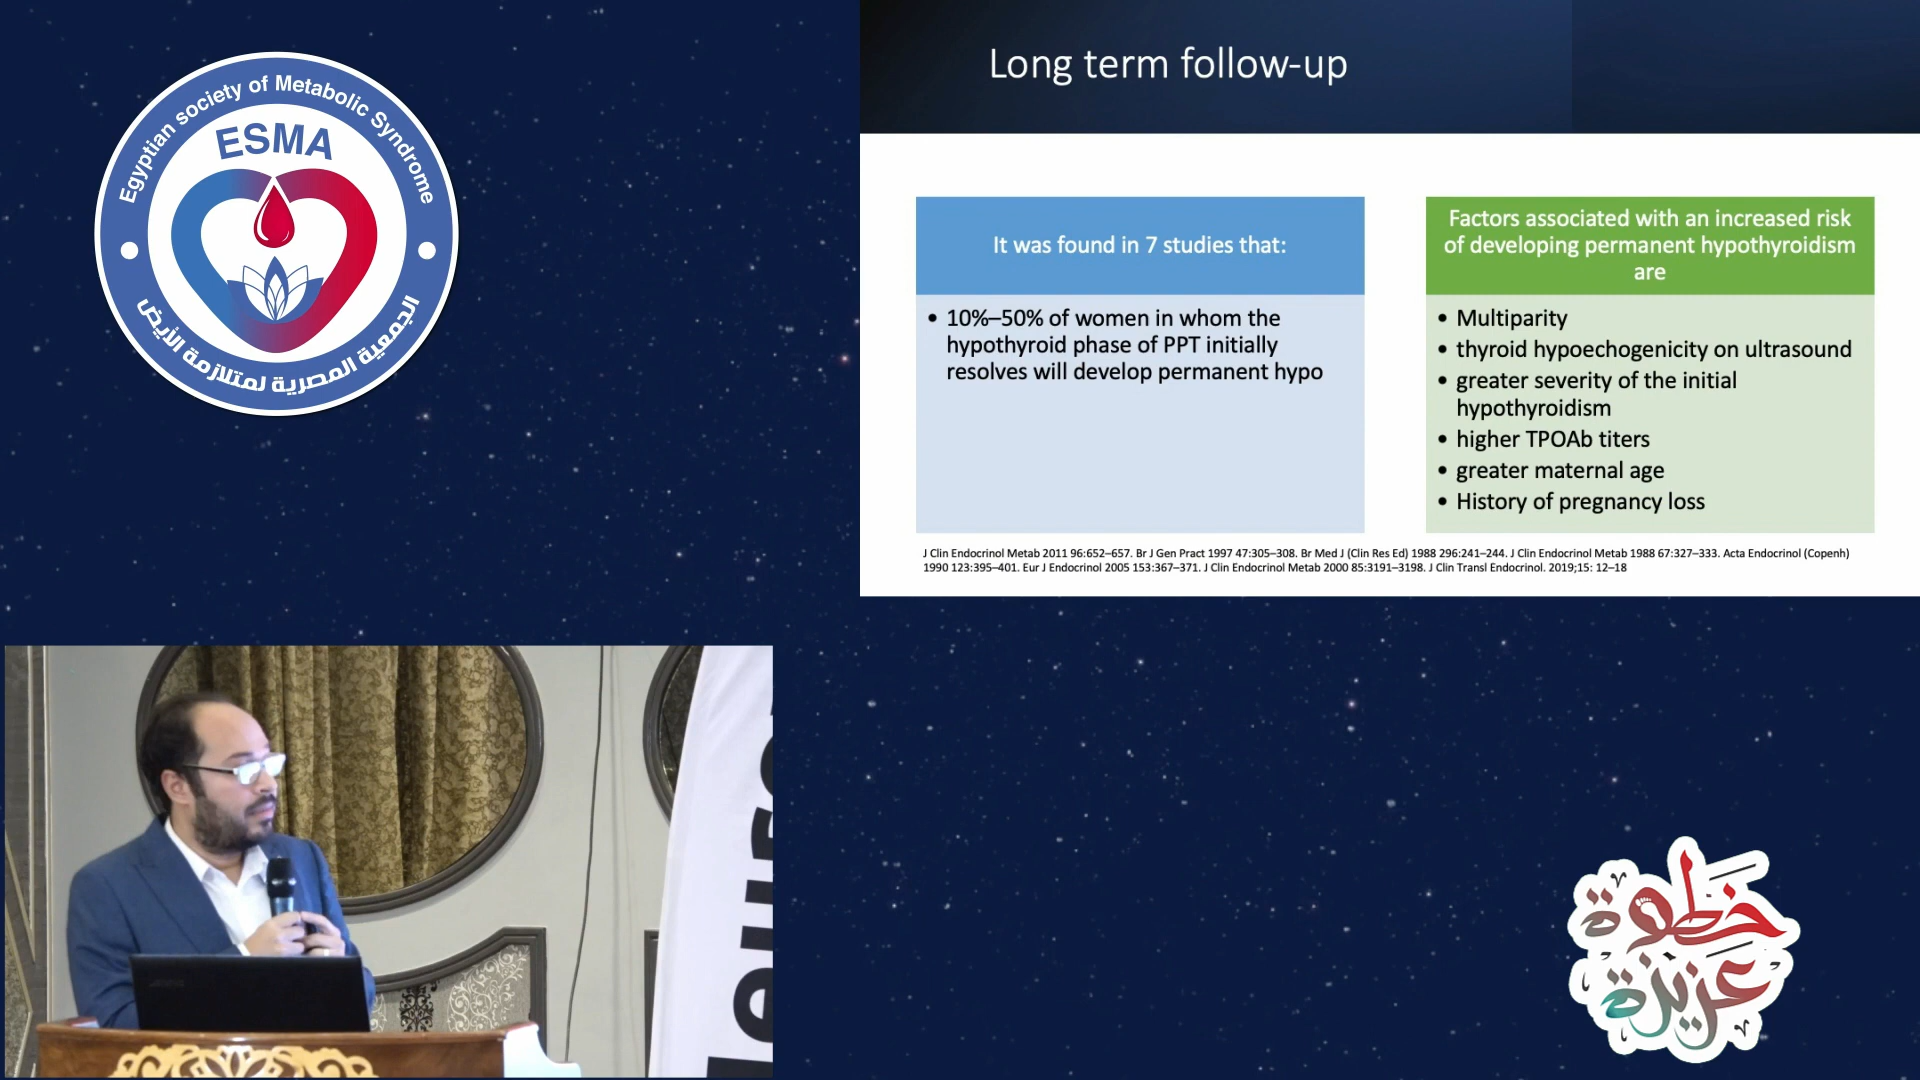 Egyptian society of Metabolic Syndrome
ESMA
الجمعية المصرية لمتلازمة الأيض
Long term follow-up
It was found in 7 studies that:
• 10%–50% of women in whom the
hypothyroid phase of PPT initially
resolves will develop permanent hypo
Factors associated with an increased risk
of developing permanent hypothyroidism
are
• Multiparity
• thyroid hypoechogenicity on ultrasound
• greater severity of the initial
hypothyroidism
• higher TPOAb titers
• greater maternal age
• History of pregnancy loss
J Clin Endocrinol Metab 2011 96:652–657. Br J Gen Pract 1997 47:305–308. Br Med J (Clin Res Ed) 1988 296:241–244. J Clin Endocrinol Metab 1988 67:327–333. Acta Endocrinol (Copenh)
1990 123:395–401. Eur J Endocrinol 2005 153:367–371. J Clin Endocrinol Metab 2000 85:3191–3198. J Clin Transl Endocrinol. 2019;15: 12–18
خطوة
عزيزة